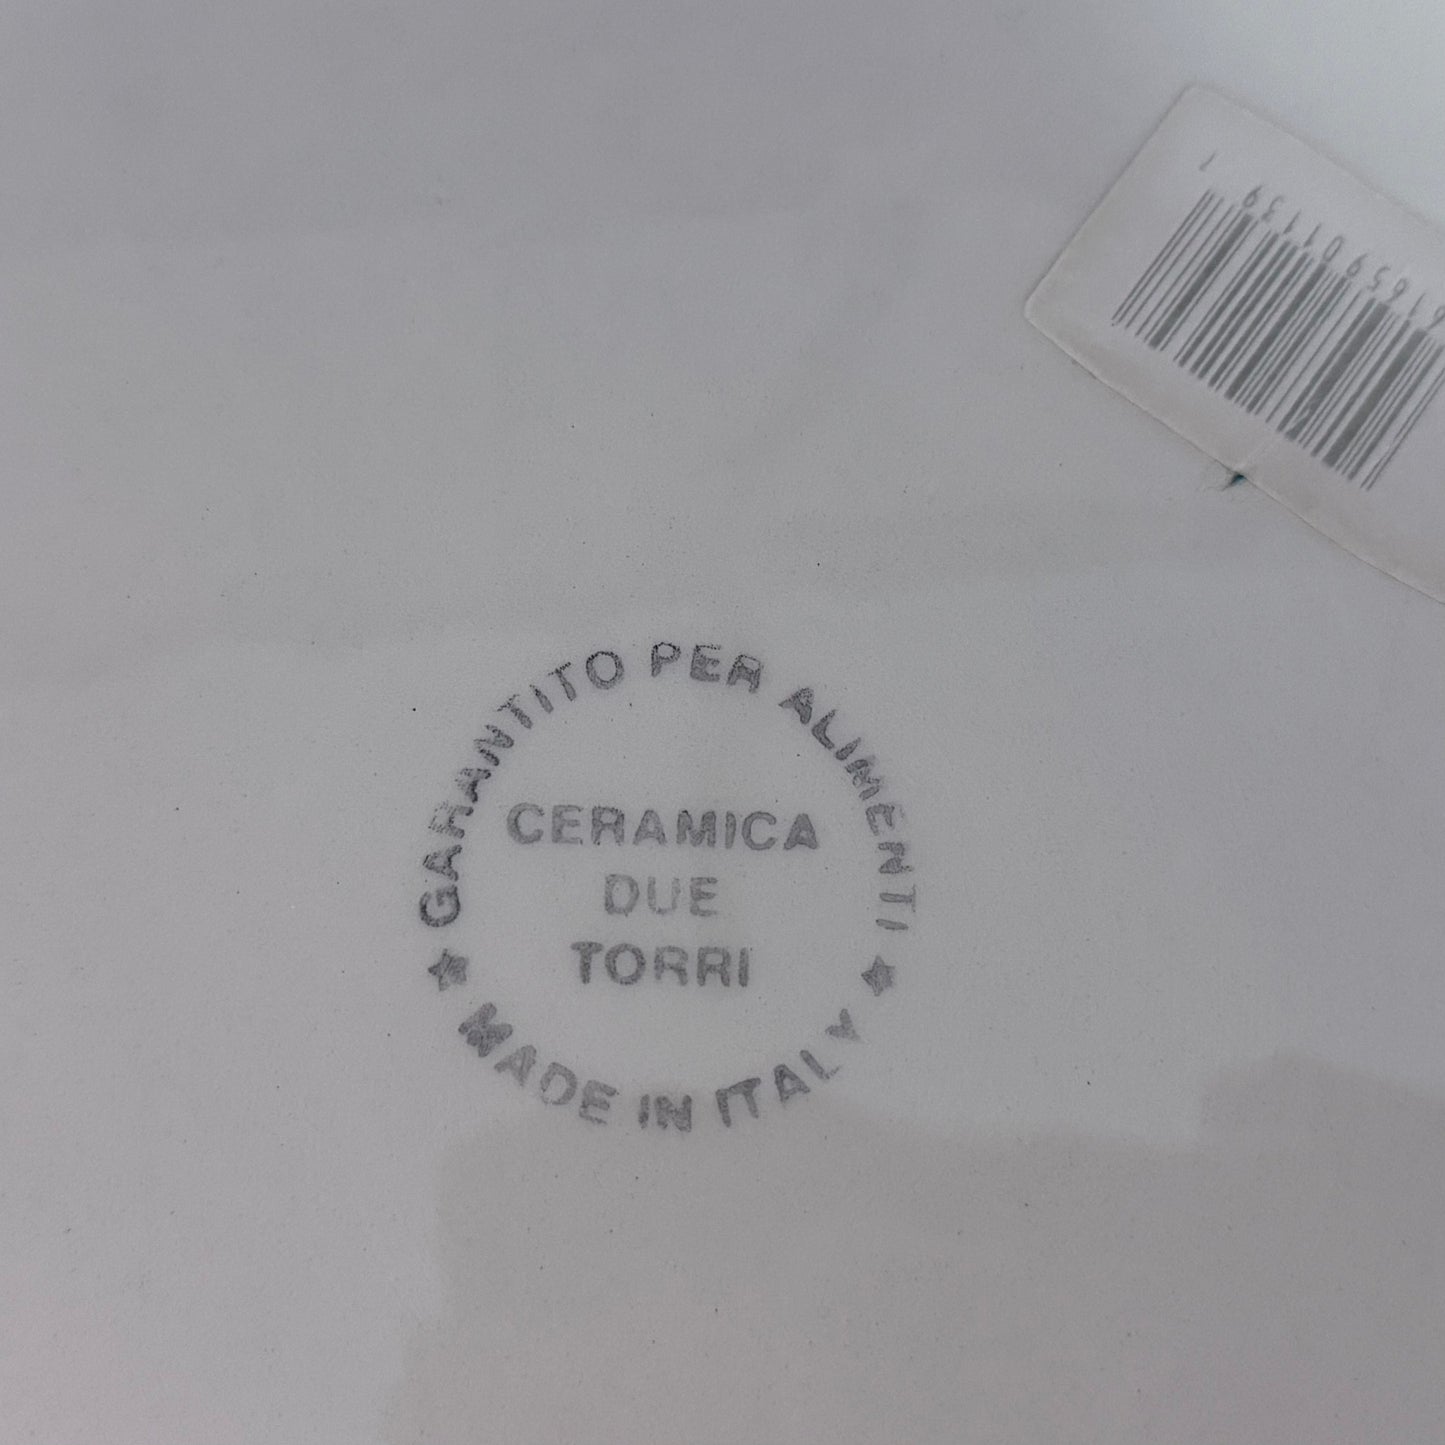 GARANTITO PER ALIMENTI
CERAMICA
DUE
TORRI
★ MADE IN ITALY ★